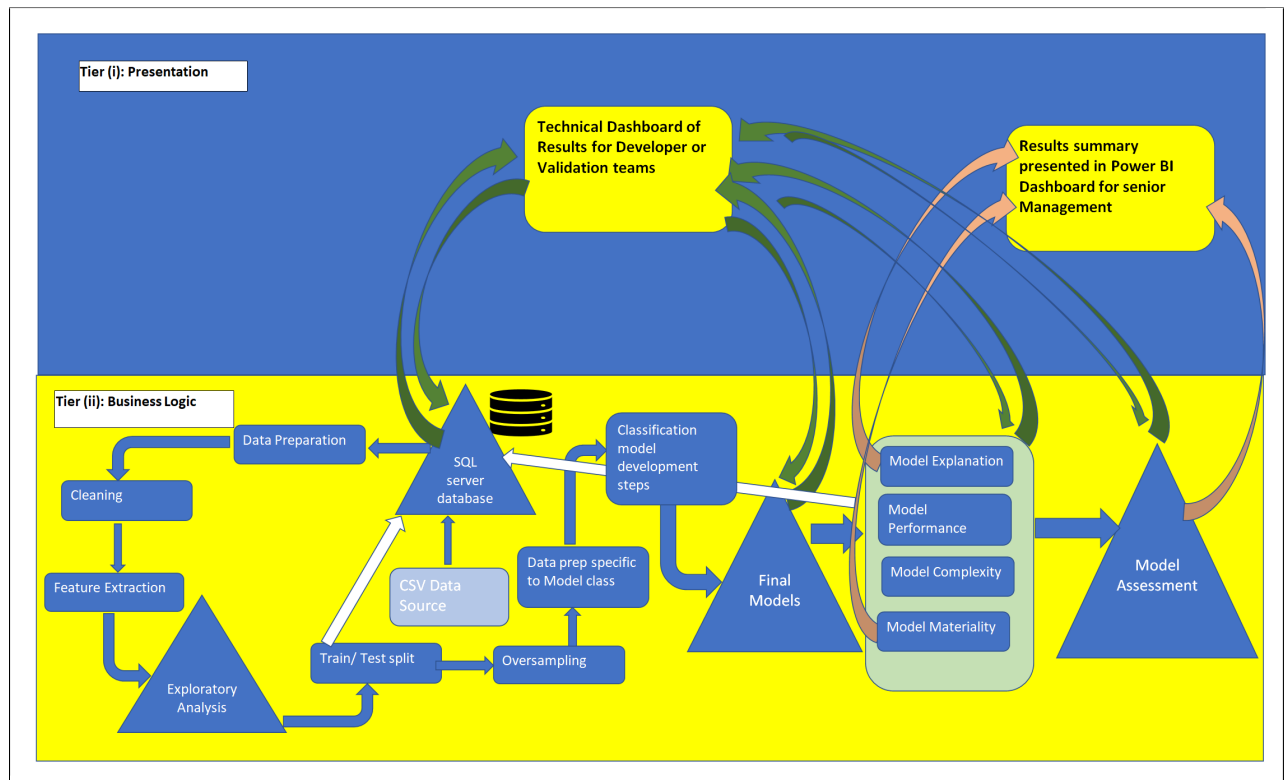 Tier (i): Presentation
Technical Dashboard of
Results for Developer or
Validation teams
Results summary
presented in Power BI
Dashboard for senior
Management
Tier (ii): Business Logic
Data Preparation
Cleaning
Feature Extraction
Exploratory
Analysis
SQL
server
database
CSV Data
Source
Train/ Test split
Oversampling
Data prep specific
to Model class
Classification
model
development
steps
Final
Models
Model Explanation
Model
Performance
Model Complexity
Model Materiality
Model
Assessment